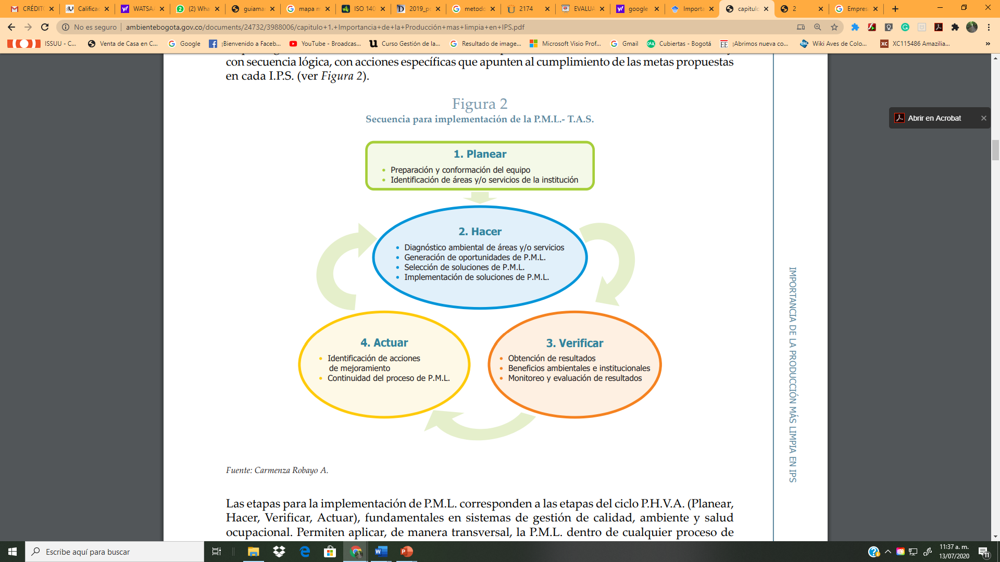 CRÉDIT
Califica
WATSA
(2) Wha
guiama
mapa m
ISO 140
2019_p
metodo
2174
EVALUA
google
Importa
capitulo
2
Empres
No es seguro
ambientebogota.gov.co/documents/24732/3988006/capitulo+1.+Importancia+de+la+Producción+mas+limpia+en+IPS.pdf
ISSUU - C...
Venta de Casa en C...
Google
¡Bienvenido a Faceb...
YouTube - Broadcas...
Curso Gestión de la...
Resultado de image...
Microsoft Visio Prof...
Gmail
Cubiertas - Bogotá
¡Abrimos nueva co...
Wiki Aves de Colo...
XC115486 Amazilia...
con secuencia lógica, con acciones específicas que apunten al cumplimiento de las metas propuestas
en cada I.P.S. (ver Figura 2).
Figura 2
Secuencia para implementación de la P.M.L.- T.A.S.
Abrir en Acrobat
1. Planear
• Preparación y conformación del equipo
• Identificación de áreas y/o servicios de la institución
2. Hacer
• Diagnóstico ambiental de áreas y/o servicios
• Generación de oportunidades de P.M.L.
• Selección de soluciones de P.M.L.
• Implementación de soluciones de P.M.L.
3. Verificar
• Obtención de resultados
• Beneficios ambientales e institucionales
• Monitoreo y evaluación de resultados
4. Actuar
• Identificación de acciones
de mejoramiento
• Continuidad del proceso de P.M.L.
IMPORTANCIA DE LA PRODUCCIÓN MÁS LIMPIA EN IPS
Fuente: Carmenza Robayo A.
Las etapas para la implementación de P.M.L. corresponden a las etapas del ciclo P.H.V.A. (Planear,
Hacer, Verificar, Actuar), fundamentales en sistemas de gestión de calidad, ambiente y salud
ocupacional. Permiten aplicar, de manera transversal, la P.M.L. dentro de cualquier proceso de
Escribe aquí para buscar
11:37 a. m.
13/07/2020
11